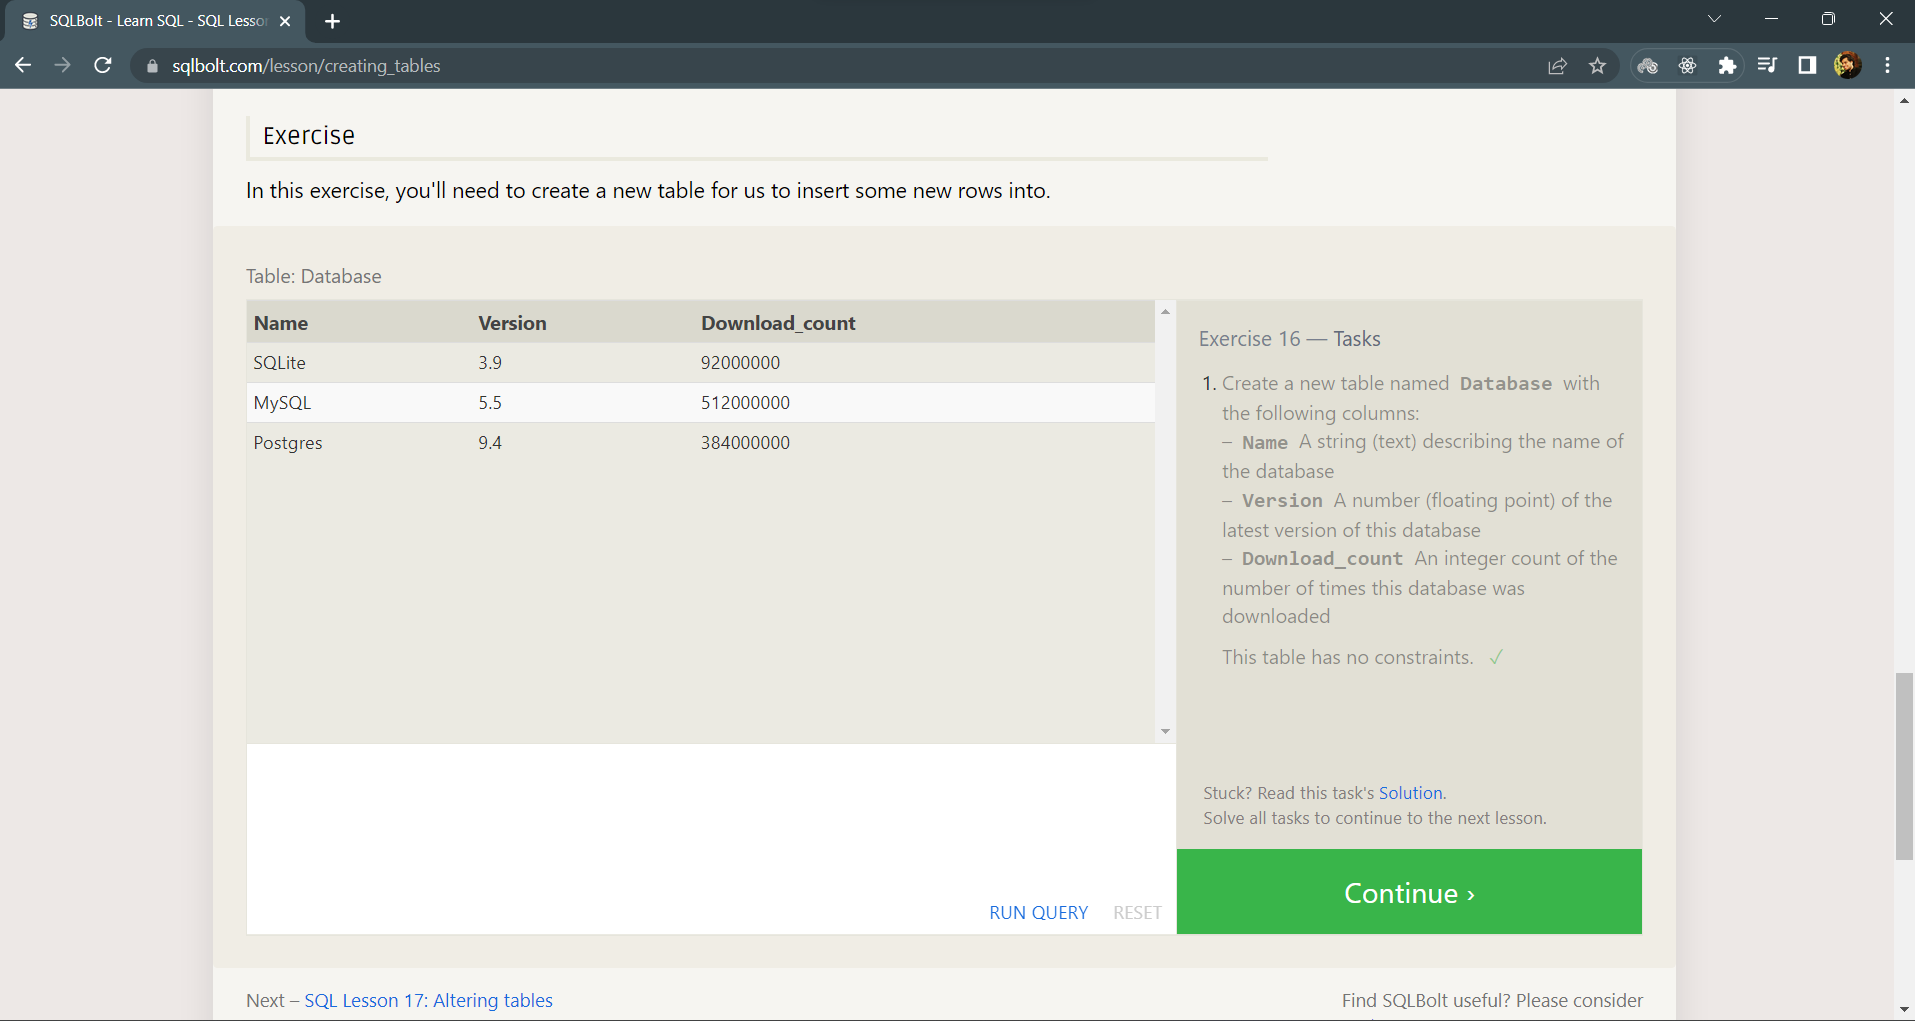 SQLBolt - Learn SQL - SQL Lesso
sqlbolt.com/lesson/creating_tables
Exercise
In this exercise, you'll need to create a new table for us to insert some new rows into.
Table: Database
Name Version Download_count
SQLite 3.9 92000000
MySQL 5.5 512000000
Postgres 9.4 384000000
RUN QUERY RESET
Exercise 16 — Tasks
1. Create a new table named Database with
the following columns:
– Name A string (text) describing the name of
the database
– Version A number (floating point) of the
latest version of this database
– Download_count An integer count of the
number of times this database was
downloaded
This table has no constraints. ✓
Stuck? Read this task's Solution.
Solve all tasks to continue to the next lesson.
Continue ›
Next – SQL Lesson 17: Altering tables
Find SQLBolt useful? Please consider